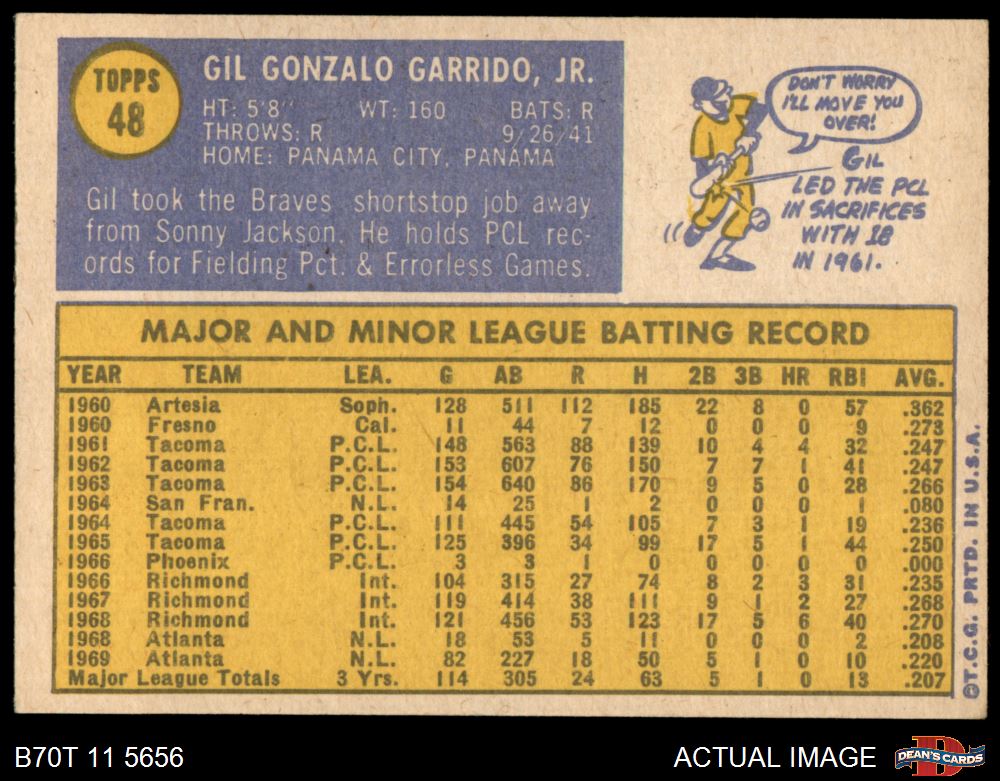 TOPPS
48
GIL GONZALO GARRIDO, JR.
HT: 5'8" WT: 160 BATS: R
THROWS: R 9/26/41
HOME: PANAMA CITY, PANAMA
Gil took the Braves shortstop job away
from Sonny Jackson. He holds PCL rec-
ords for Fielding Pct. & Errorless Games.
DON'T WORRY
I'LL MOVE YOU
OVER!
GIL
LED THE PCL
IN SACRIFICES
WITH 18
IN 1961.
MAJOR AND MINOR LEAGUE BATTING RECORD
YEAR TEAM LEA. G AB R H 2B 3B HR RBI AVG.
1960 Artesia Soph. 128 511 112 185 22 8 0 57 .362
1960 Fresno Cal. 11 44 7 12 0 0 0 9 .273
1961 Tacoma P.C.L. 148 563 88 139 10 4 4 32 .247
1962 Tacoma P.C.L. 153 607 76 150 7 7 1 41 .247
1963 Tacoma P.C.L. 154 640 86 170 9 5 0 28 .266
1964 San Fran. N.L. 14 25 1 2 0 0 0 1 .080
1964 Tacoma P.C.L. 111 445 54 105 7 3 1 19 .236
1965 Tacoma P.C.L. 125 396 34 99 17 5 1 44 .250
1966 Phoenix P.C.L. 3 3 1 0 0 0 0 0 .000
1966 Richmond Int. 104 315 27 74 8 2 3 31 .235
1967 Richmond Int. 119 414 38 111 9 1 2 27 .268
1968 Richmond Int. 121 456 53 123 17 5 6 40 .270
1968 Atlanta N.L. 18 53 5 11 0 0 0 2 .208
1969 Atlanta N.L. 82 227 18 50 5 1 0 10 .220
Major League Totals 3 Yrs. 114 305 24 63 5 1 0 13 .207
©T.C.G. PRTD. IN U.S.A.
B70T 11 5656
ACTUAL IMAGE
D
DEAN'S CARDS